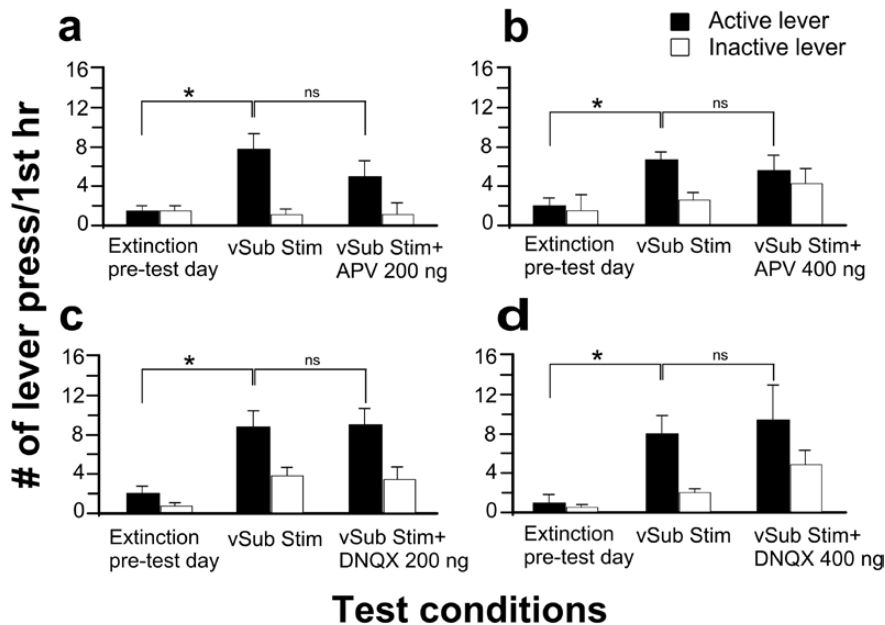 a
b
Active lever
Inactive lever
# of lever press/1st hr
16
12
8
4
0
*
ns
Extinction
pre-test day
vSub Stim
vSub Stim+
APV 200 ng
16
12
8
4
0
*
ns
Extinction
pre-test day
vSub Stim
vSub Stim+
APV 400 ng
c
16
12
8
4
0
*
ns
Extinction
pre-test day
vSub Stim
vSub Stim+
DNQX 200 ng
d
16
12
8
4
0
*
ns
Extinction
pre-test day
vSub Stim
vSub Stim+
DNQX 400 ng
Test conditions